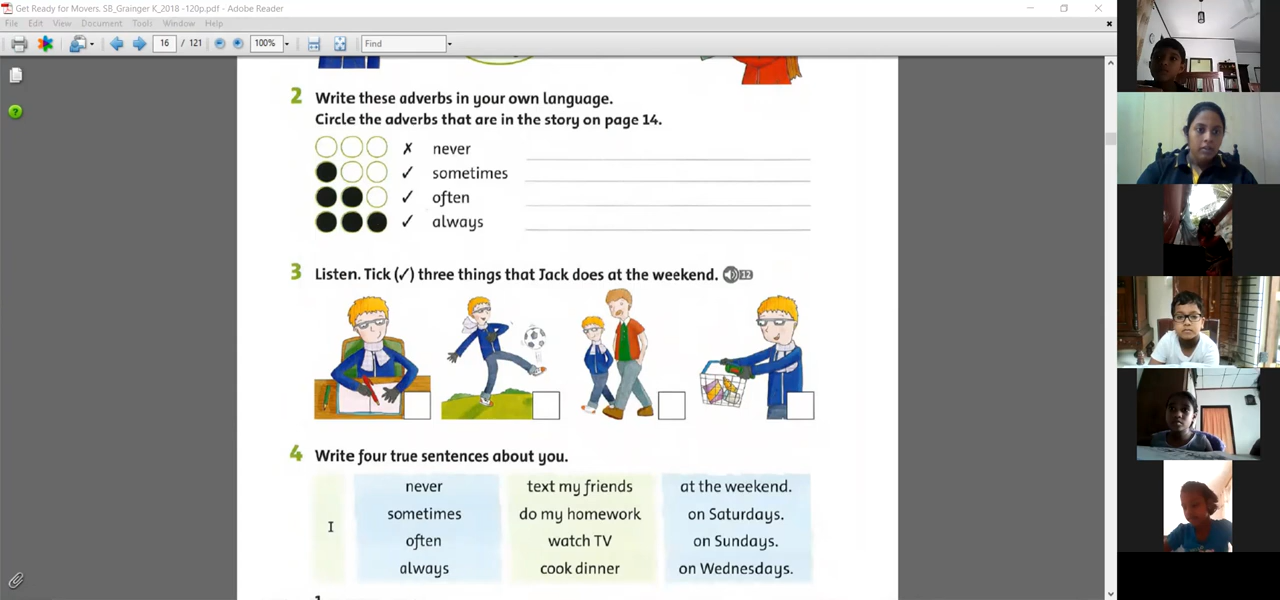 Get Ready for Movers. SB_Grainger K_2018 -120p.pdf - Adobe Reader
File Edit View Document Tools Window Help
16 / 121 100% Find
2 Write these adverbs in your own language.
Circle the adverbs that are in the story on page 14.
✗ never
✓ sometimes
✓ often
✓ always
3 Listen. Tick (✓) three things that Jack does at the weekend. 12
4 Write four true sentences about you.
never text my friends at the weekend.
sometimes do my homework on Saturdays.
I
often watch TV on Sundays.
always cook dinner on Wednesdays.